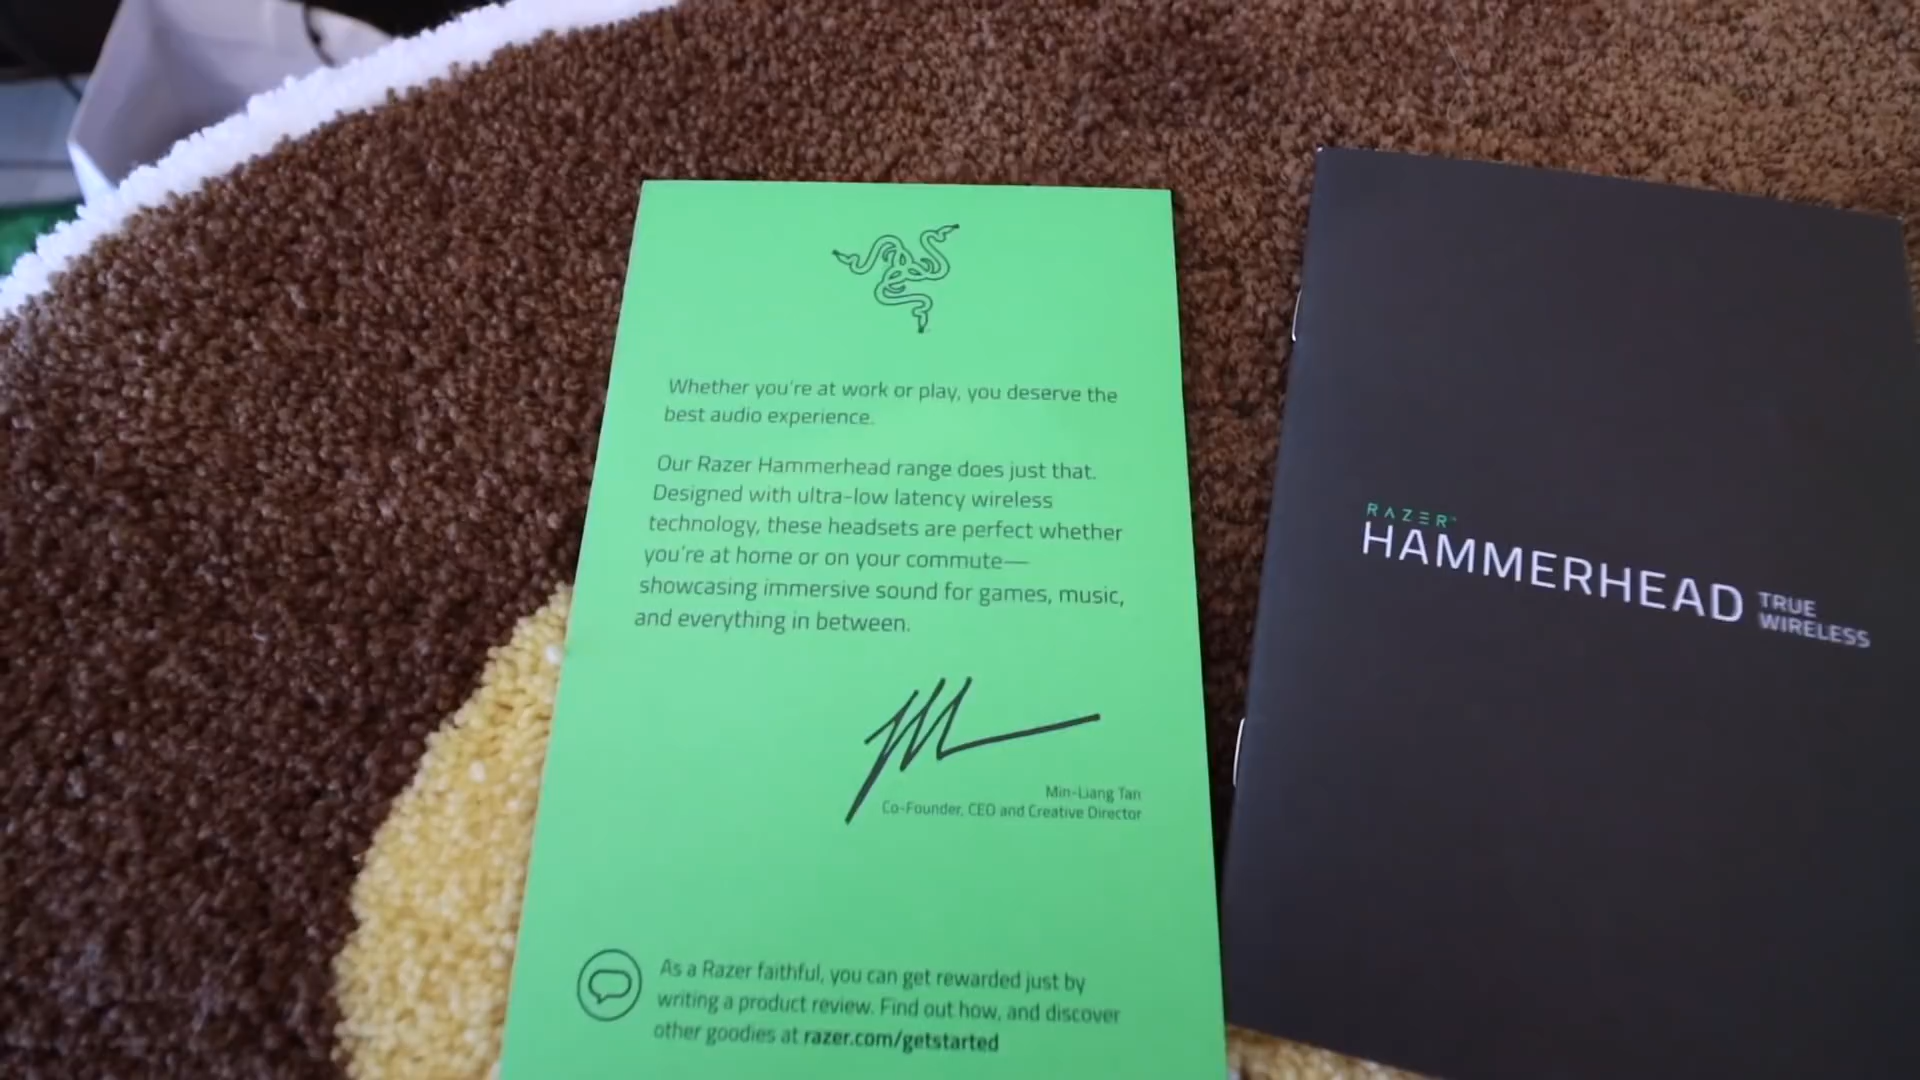 Whether you're at work or play, you deserve the
best audio experience.
Our Razer Hammerhead range does just that.
Designed with ultra-low latency wireless
technology, these headsets are perfect whether
you're at home or on your commute—
showcasing immersive sound for games, music,
and everything in between.
Min-Liang Tan
Co-Founder, CEO and Creative Director
As a Razer faithful, you can get rewarded just by
writing a product review. Find out how, and discover
other goodies at razer.com/getstarted
RAZER™
HAMMERHEAD TRUE
WIRELESS